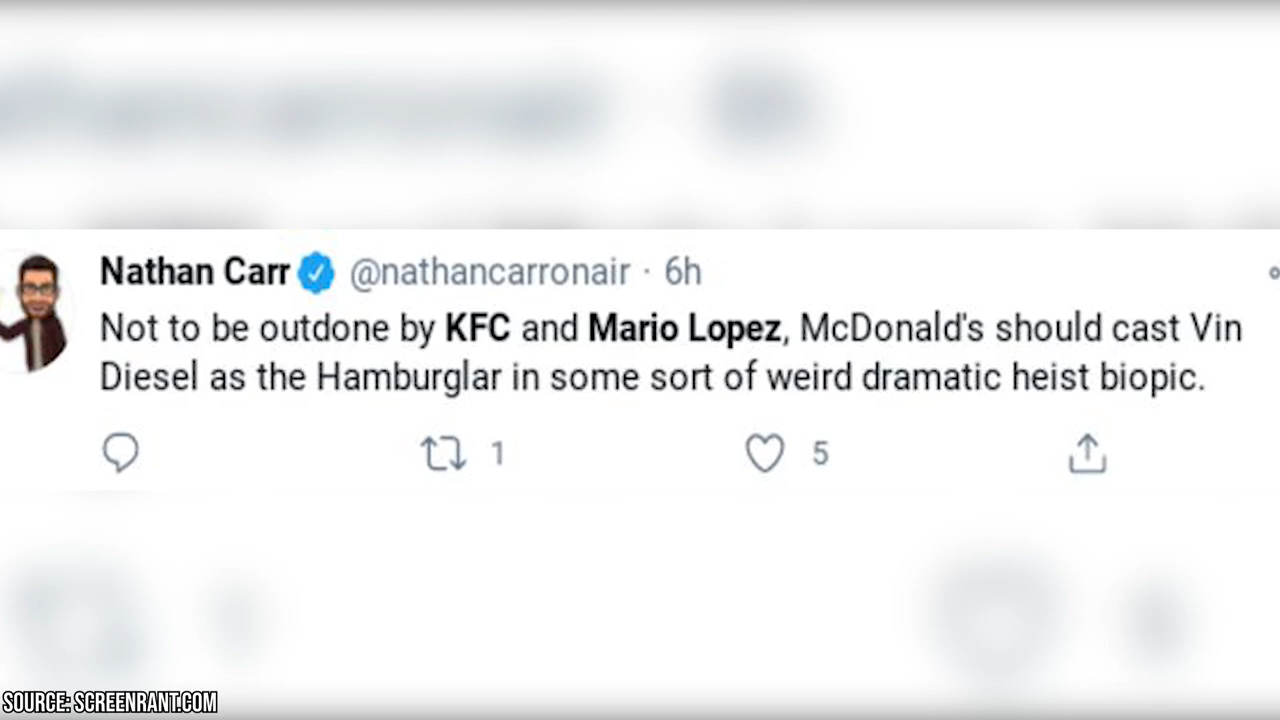 Nathan Carr @nathancarronair · 6h
Not to be outdone by KFC and Mario Lopez, McDonald's should cast Vin
Diesel as the Hamburglar in some sort of weird dramatic heist biopic.
1 5
SOURCE: SCREENRANT.COM